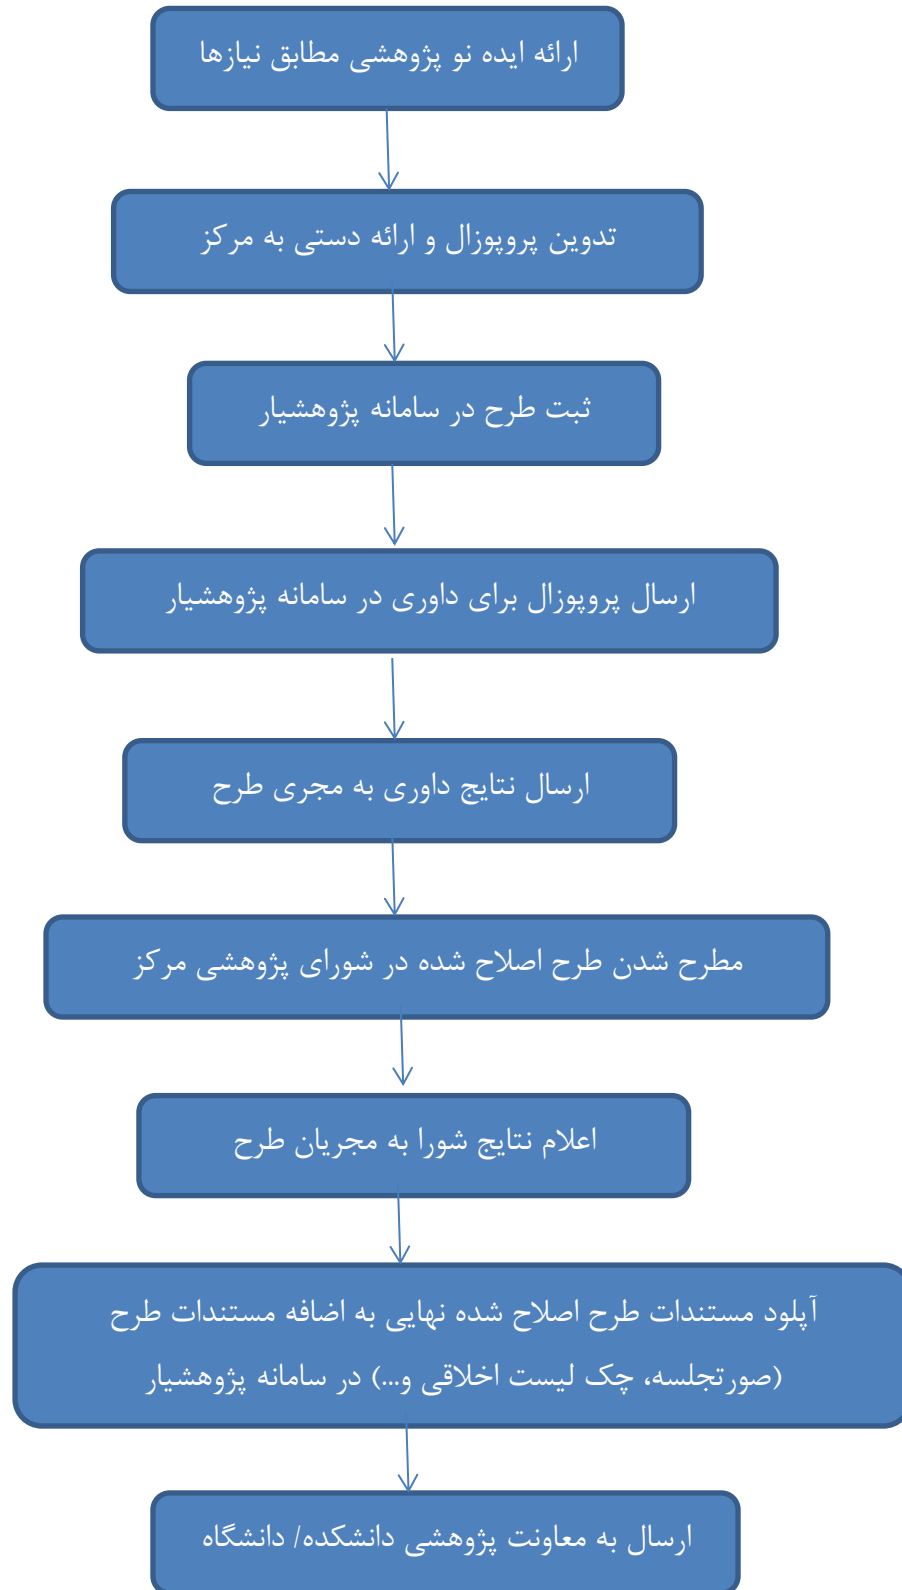 ارائه ایده نو پژوهشی مطابق نیازها
تدوین پروپوزال و ارائه دستی به مرکز
ثبت طرح در سامانه پژوهشیار
ارسال پروپوزال برای داوری در سامانه پژوهشیار
ارسال نتایج داوری به مجری طرح
مطرح شدن طرح اصلاح شده در شورای پژوهشی مرکز
اعلام نتایج شورا به مجریان طرح
آپلود مستندات طرح اصلاح شده نهایی به اضافه مستندات طرح
(صورتجلسه، چک لیست اخلاقی و...) در سامانه پژوهشیار
ارسال به معاونت پژوهشی دانشکده/ دانشگاه